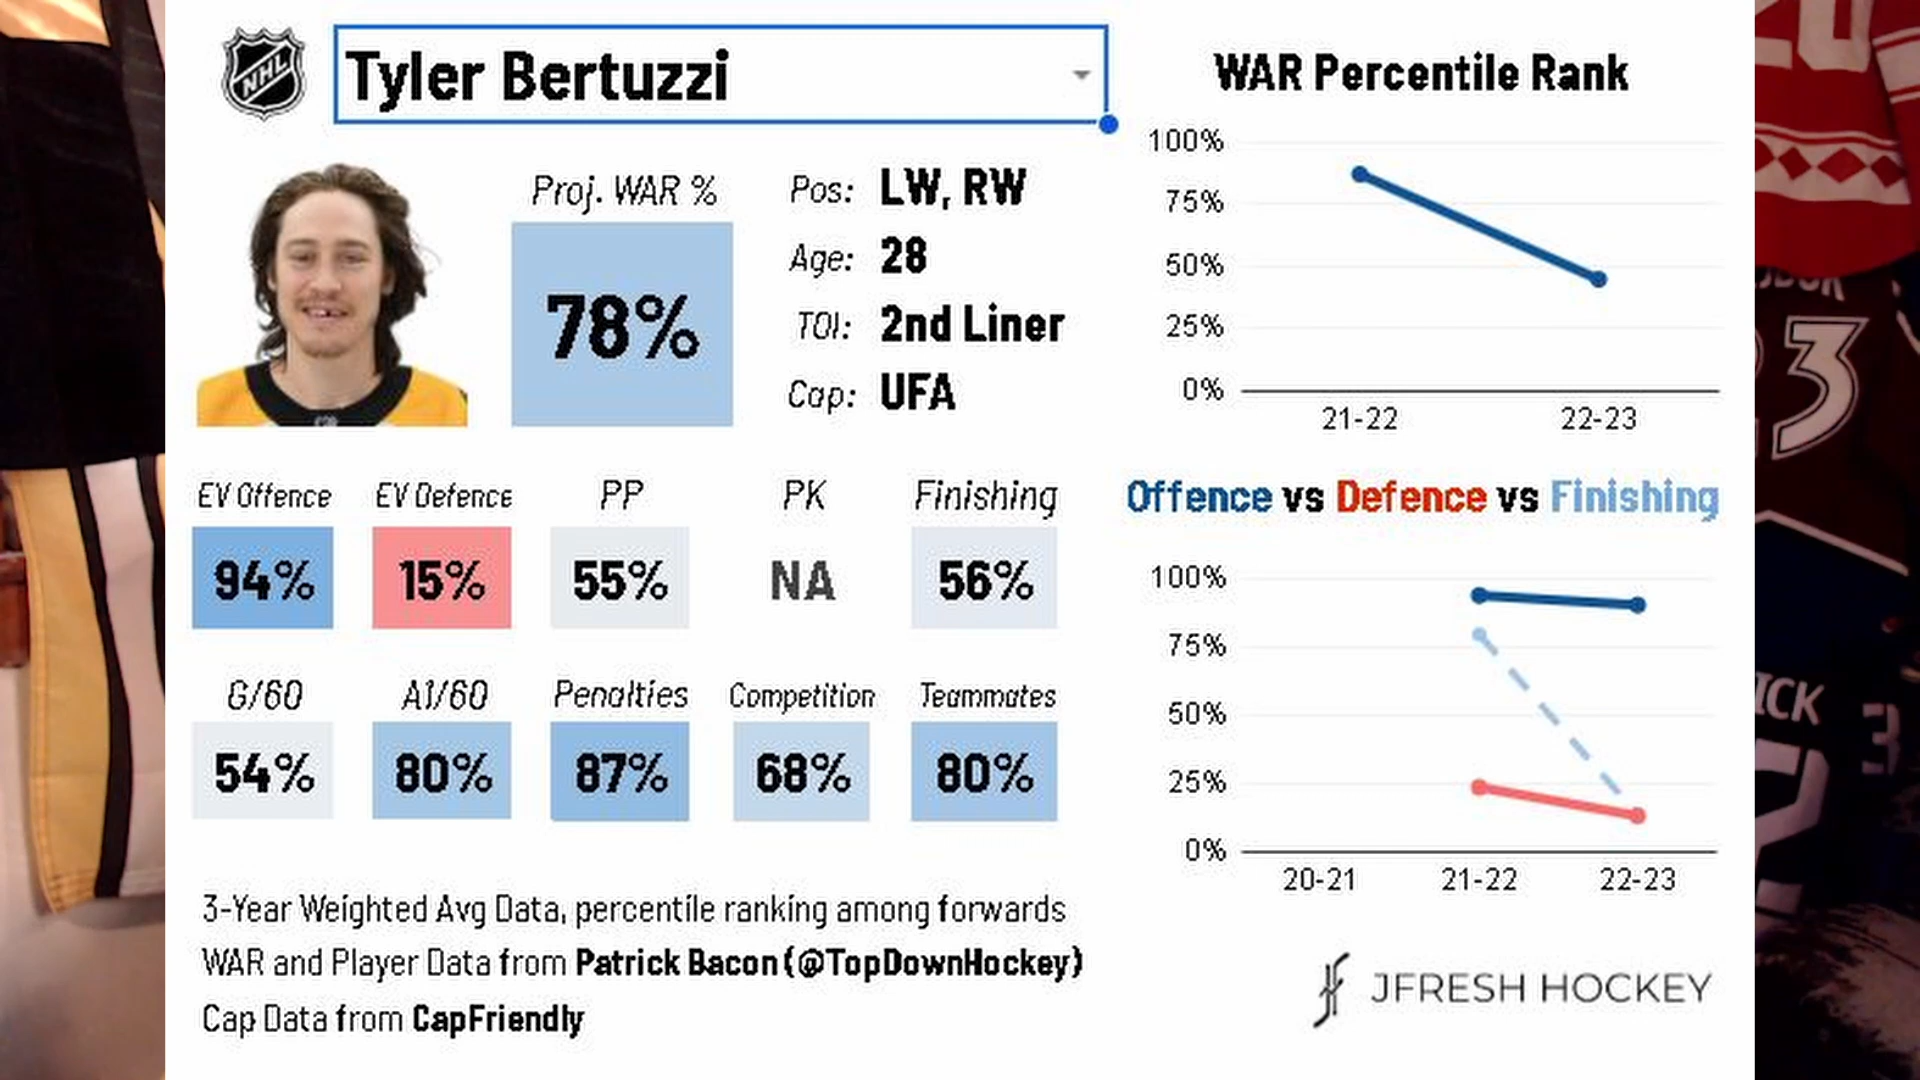 NHL
Tyler Bertuzzi
Proj. WAR %
78%
Pos: LW, RW
Age: 28
TOI: 2nd Liner
Cap: UFA
EV Offence EV Defence PP PK Finishing
94% 15% 55% NA 56%
G/60 A1/60 Penalties Competition Teammates
54% 80% 87% 68% 80%
3-Year Weighted Avg Data, percentile ranking among forwards
WAR and Player Data from Patrick Bacon (@TopDownHockey)
Cap Data from CapFriendly
WAR Percentile Rank
100%
75%
50%
25%
0%
21-22 22-23
Offence vs Defence vs Finishing
100%
75%
50%
25%
0%
20-21 21-22 22-23
JFRESH HOCKEY
3
ICK
3